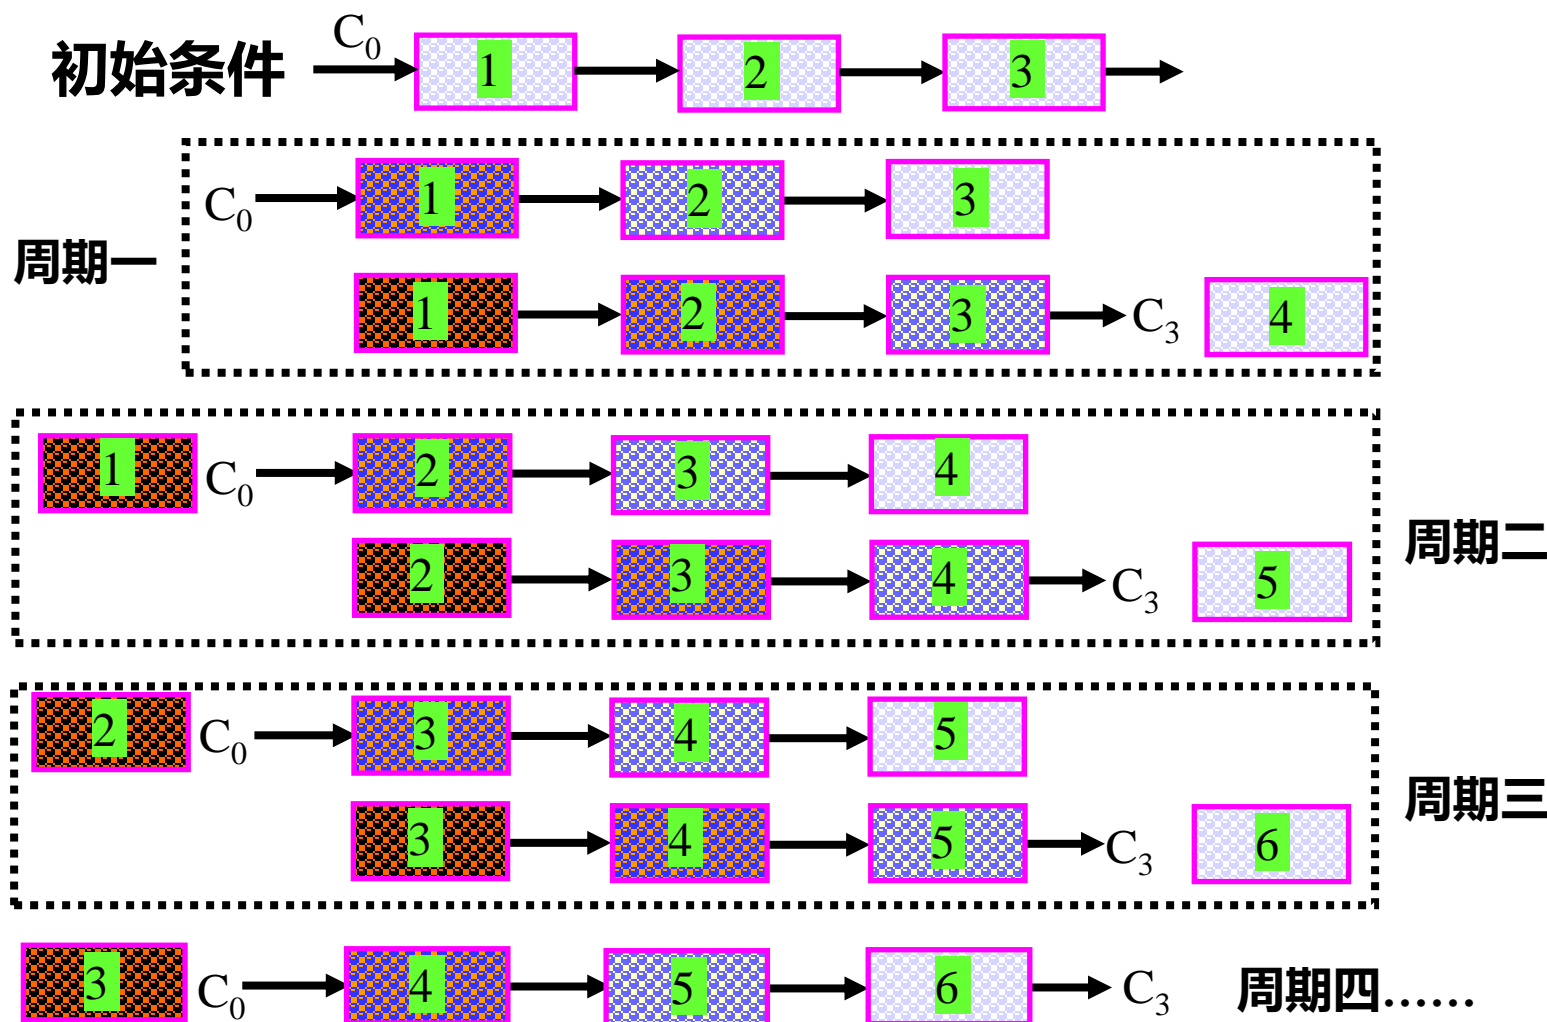 初始条件 C0 1 2 3
C0 1 2 3
周期一
1 2 3 C3 4
1 C0 2 3 4
周期二
2 3 4 C3 5
2 C0 3 4 5
周期三
3 4 5 C3 6
3 C0 4 5 6 C3 周期四……